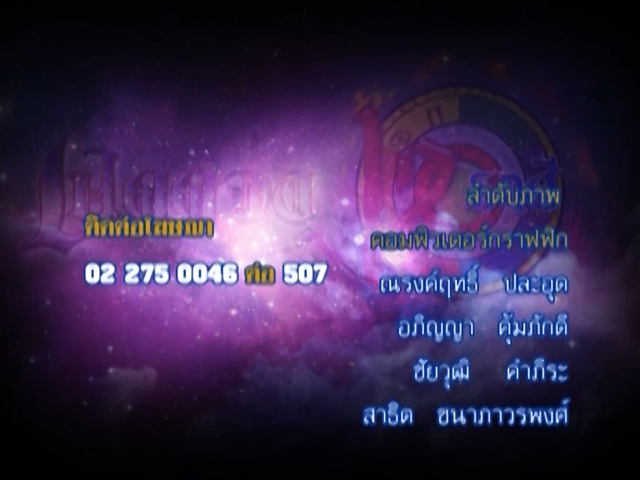 ติดต่อโฆษณา
02 275 0046 ต่อ 507
ลำดับภาพ
คอมพิวเตอร์กราฟฟิก
ณรงค์ฤทธิ์ ปละอุด
อภิญญา คุ้มภักดี
ชัยวุฒิ คำภิระ
สาธิต ชนาภาวรพงศ์